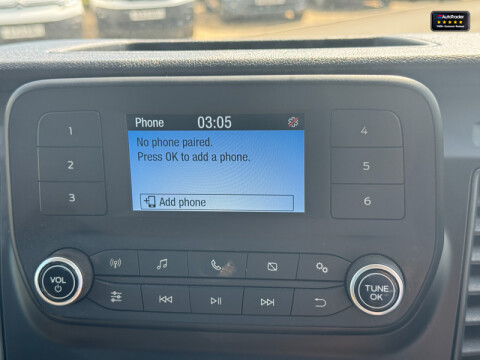 AutoTrader
Phone 03:05
No phone paired.
Press OK to add a phone.
Add phone
1
2
3
4
5
6
VOL
TUNE
OK